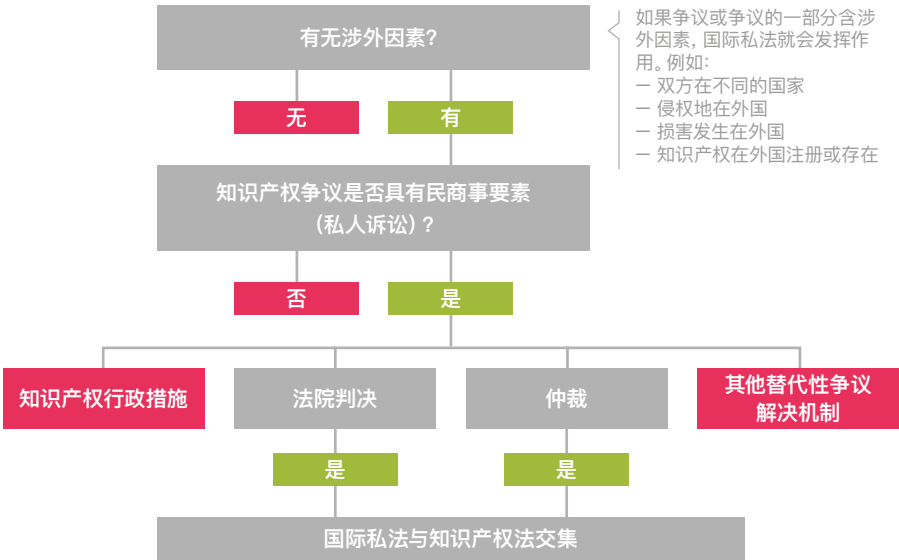 有无涉外因素?
如果争议或争议的一部分含涉
外因素, 国际私法就会发挥作
用。例如:
— 双方在不同的国家
— 侵权地在外国
— 损害发生在外国
— 知识产权在外国注册或存在
无
有
知识产权争议是否具有民商事要素
(私人诉讼)?
否
是
知识产权行政措施
法院判决
仲裁
其他替代性争议
解决机制
是
是
国际私法与知识产权法交集